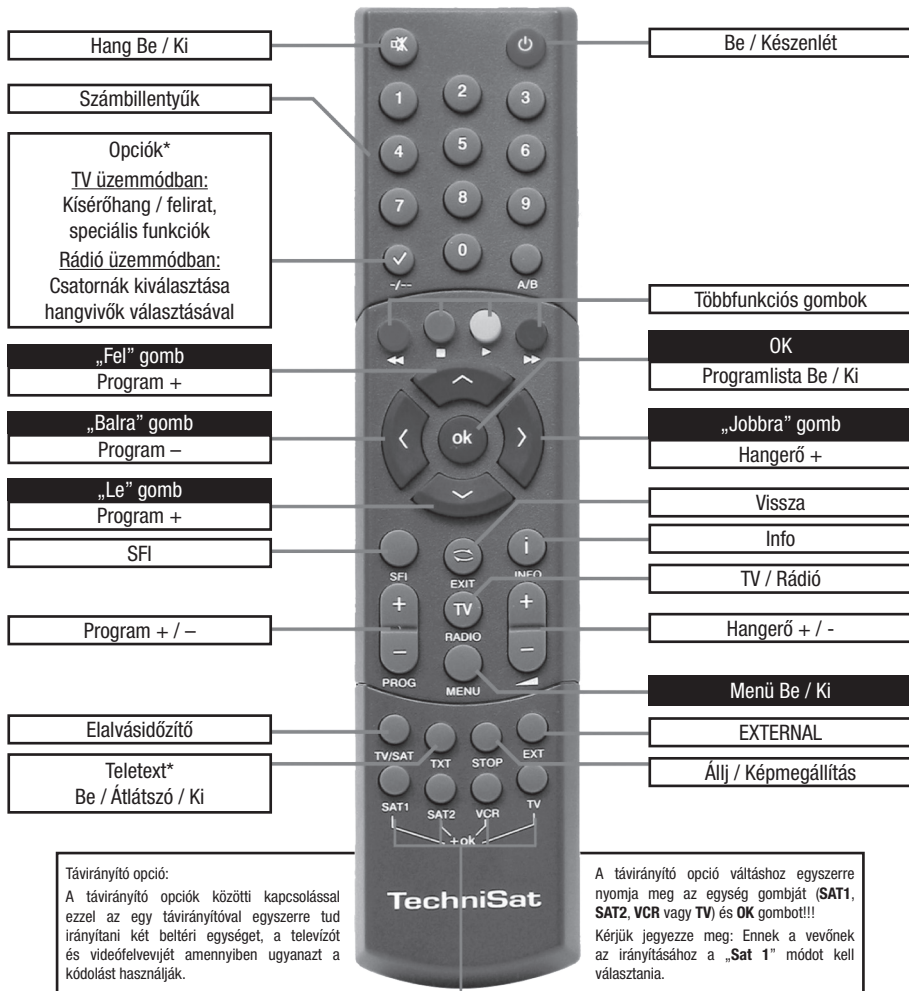 Hang Be / Ki
Be / Készenlét
Számbillentyűk
Opciók*
TV üzemmódban:
Kísérőhang / felirat,
speciális funkciók
Rádió üzemmódban:
Csatornák kiválasztása
hangvivők választásával
Többfunkciós gombok
„Fel” gomb
Program +
OK
Programlista Be / Ki
„Balra” gomb
Program –
„Jobbra” gomb
Hangerő +
„Le” gomb
Program +
Vissza
SFI
Info
TV / Rádió
Program + / –
Hangerő + / -
Menü Be / Ki
Elalvásidőzítő
EXTERNAL
Teletext*
Be / Átlátszó / Ki
Állj / Képmegállítás
1 2 3
4 5 6
7 8 9
0
-/-- A/B
ok
SFI EXIT INFO
i
+ TV +
RADIO
– –
PROG MENU
TV/SAT TXT STOP EXT
SAT1 SAT2 VCR TV
+ok
TechniSat
Távirányító opció:
A távirányító opciók közötti kapcsolással
ezzel az egy távirányítóval egyszerre tud
irányítani két beltéri egységet, a televízót
és videófelvevıjét amennyiben ugyanazt a
kódolást használják.
A távirányító opció váltáshoz egyszerre
nyomja meg az egység gombját (SAT1,
SAT2, VCR vagy TV) és OK gombot!!!
Kérjük jegyezze meg: Ennek a vevőnek
az irányításához a „Sat 1” módot kell
választania.